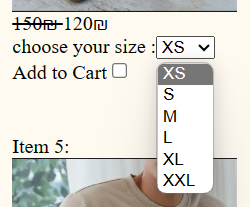 150₪ 120₪
choose your size : XS
Add to Cart
XS
S
M
L
XL
XXL
Item 5: